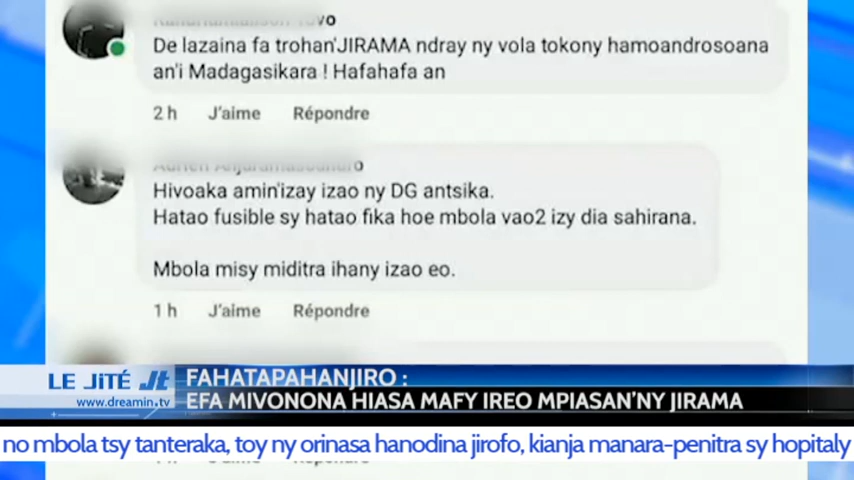 De lazaina fa trohan'JIRAMA ndray ny vola tokony hamoandrosoana
an'i Madagasikara ! Hafahafa an
2 h J'aime Répondre
Hivoaka amin'izay izao ny DG antsika.
Hatao fusible sy hatao fika hoe mbola vao2 izy dia sahirana.
Mbola misy miditra ihany izao eo.
1 h J'aime Répondre
LE JiTÉ Jt
www.dreamin.tv
FAHATAPAHANJIRO :
EFA MIVONONA HIASA MAFY IREO MPIASAN'NY JIRAMA
no mbola tsy tanteraka, toy ny orinasa hanodina jirofo, kianja manara-penitra sy hopitaly